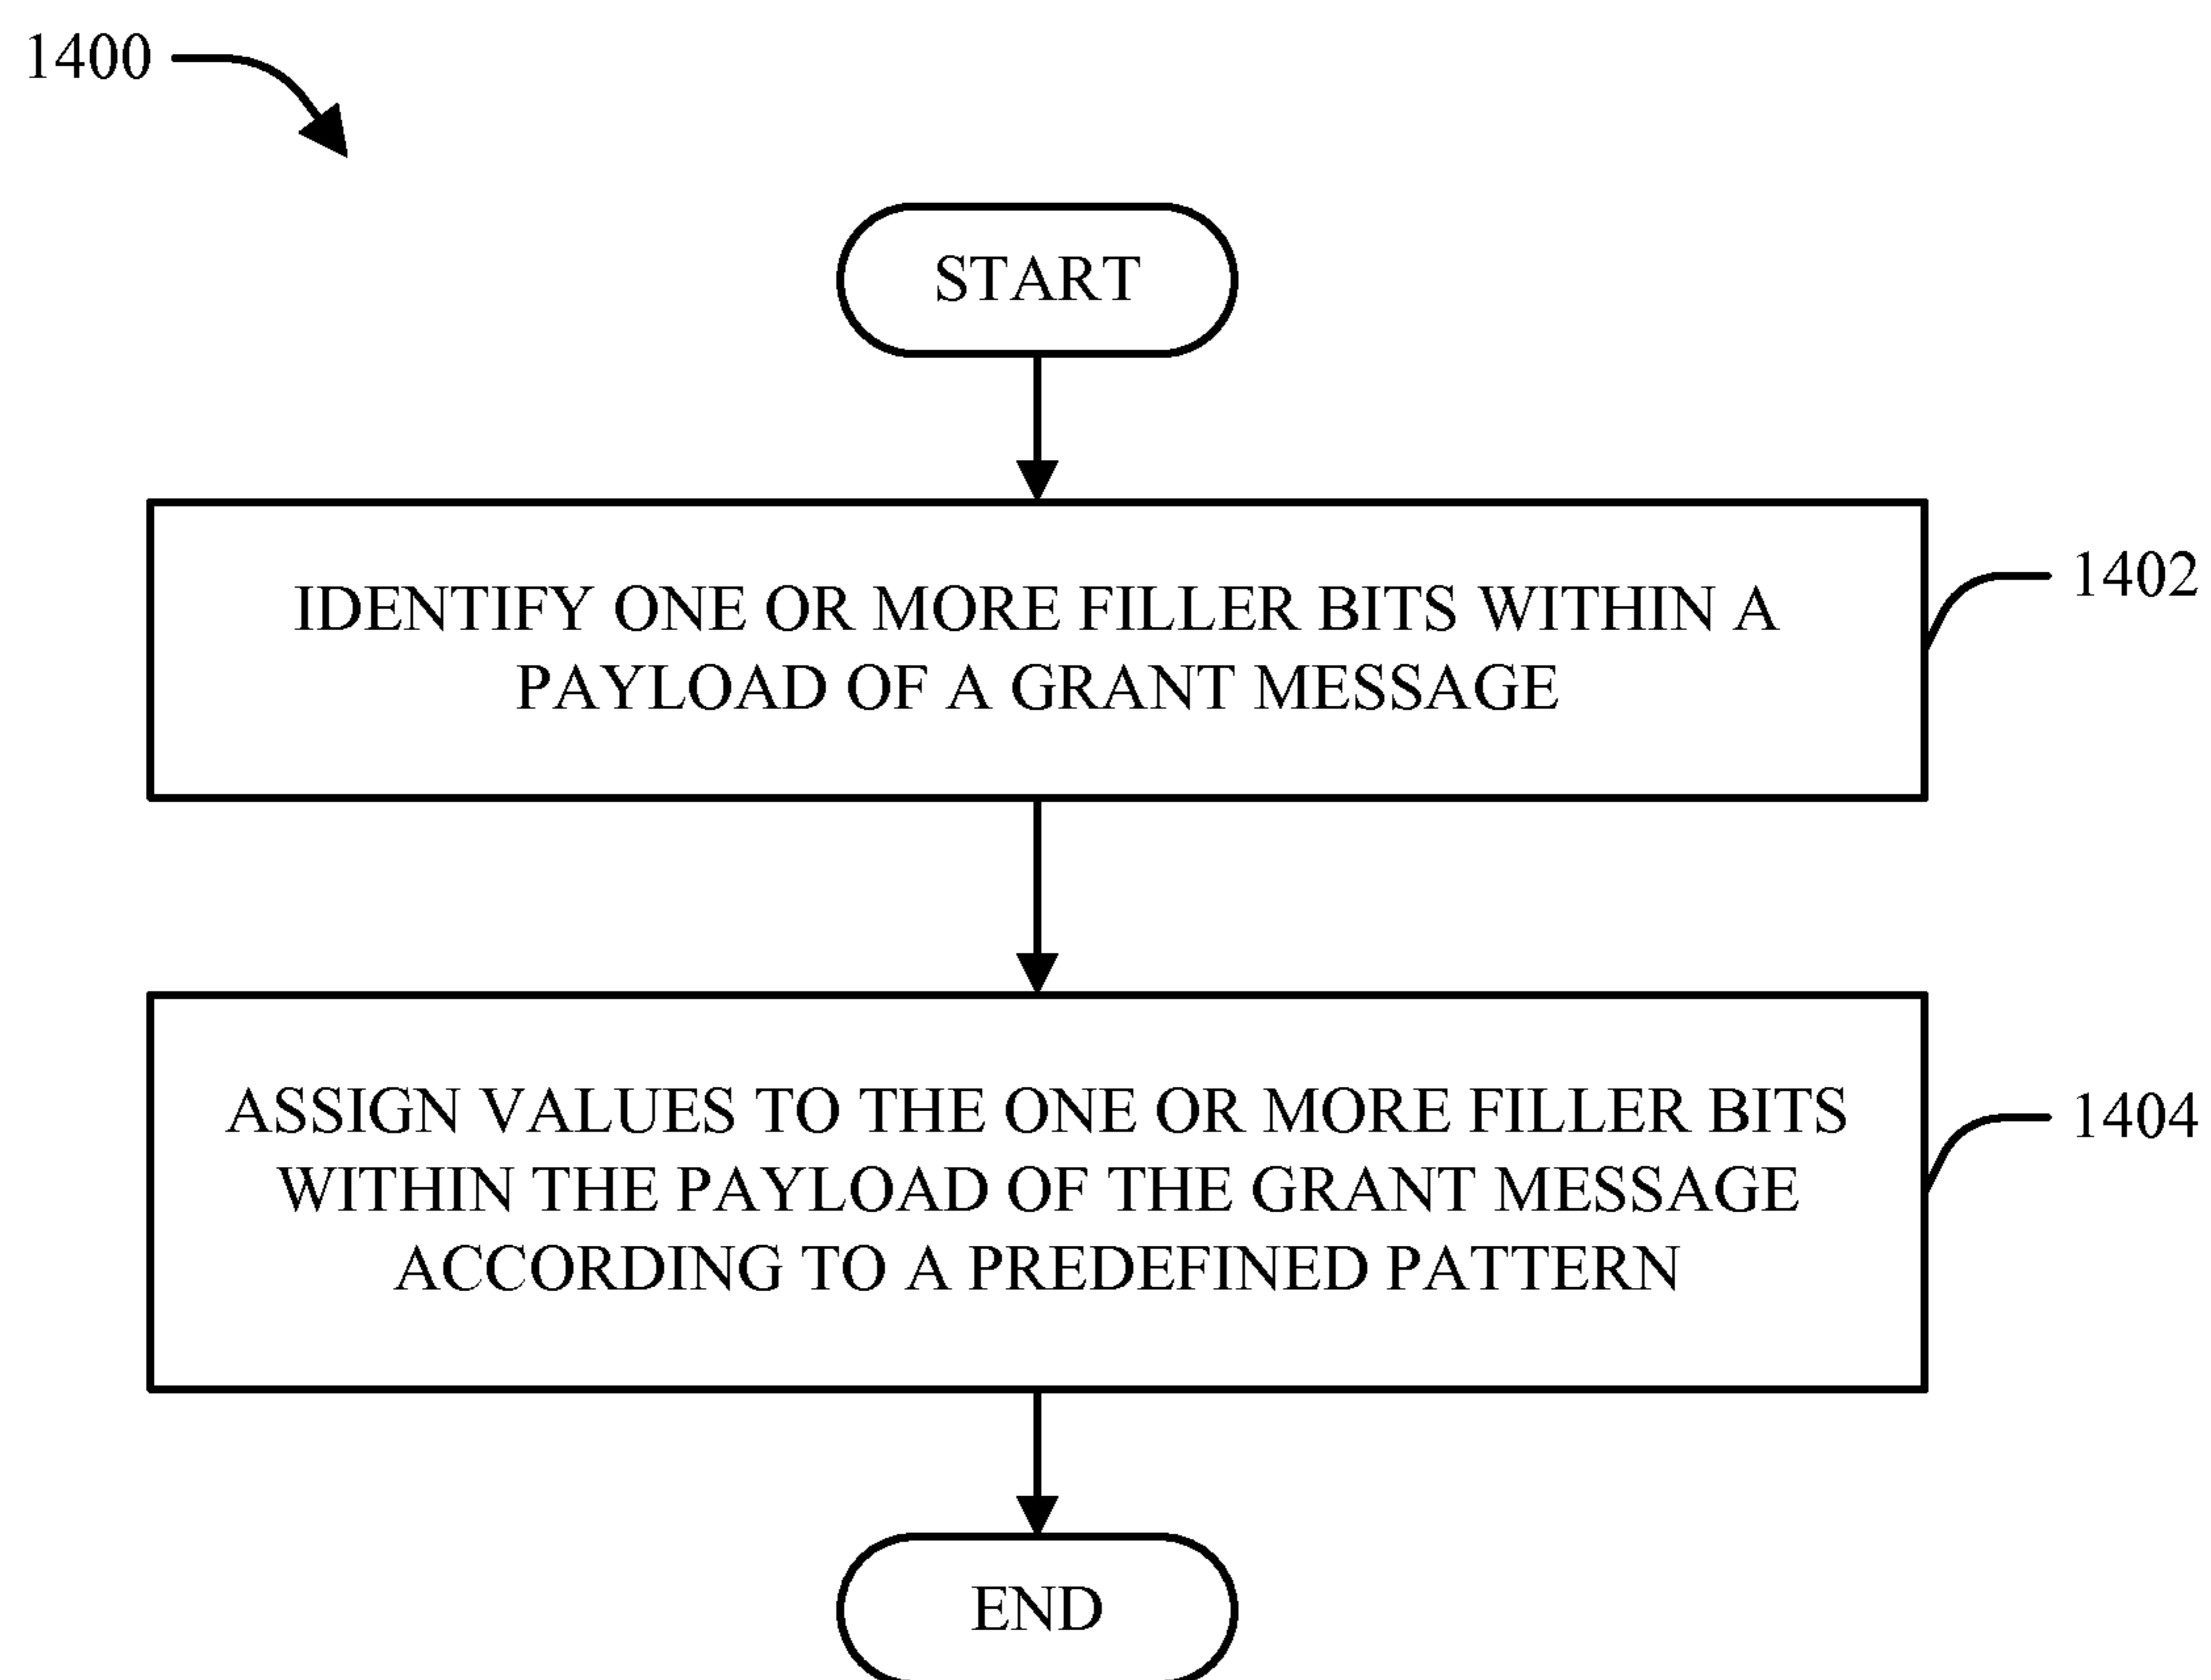 1400
START
IDENTIFY ONE OR MORE FILLER BITS WITHIN A
PAYLOAD OF A GRANT MESSAGE
1402
ASSIGN VALUES TO THE ONE OR MORE FILLER BITS
WITHIN THE PAYLOAD OF THE GRANT MESSAGE
ACCORDING TO A PREDEFINED PATTERN
1404
END